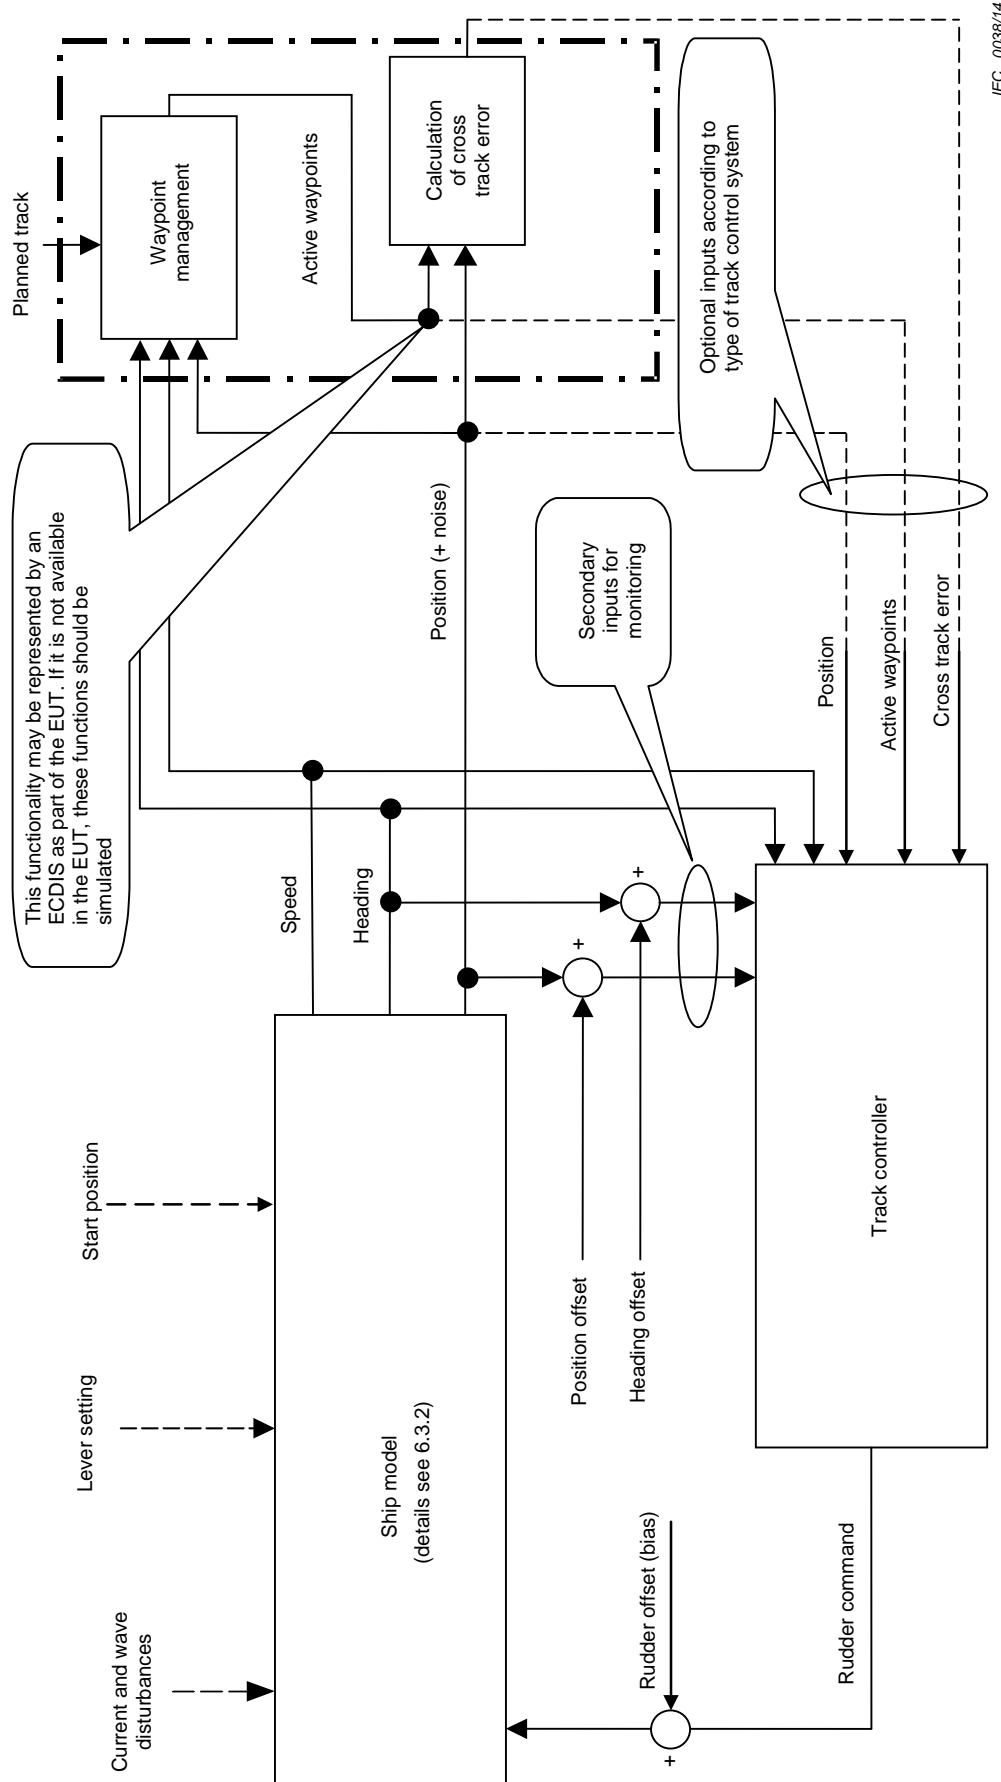 Current and wave
disturbances
Lever setting
Start position
This functionality may be represented by an
ECDIS as part of the EUT. If it is not available
in the EUT, these functions should be
simulated
Planned track
Waypoint
management
Active waypoints
Calculation
of cross
track error
Ship model
(details see 6.3.2)
Speed
Heading
Position (+ noise)
Secondary
inputs for
monitoring
Optional inputs according to
type of track control system
Position offset
Heading offset
+
+
Rudder offset (bias)
+
Rudder command
Track controller
Position
Active waypoints
Cross track error
IEC 0038/14